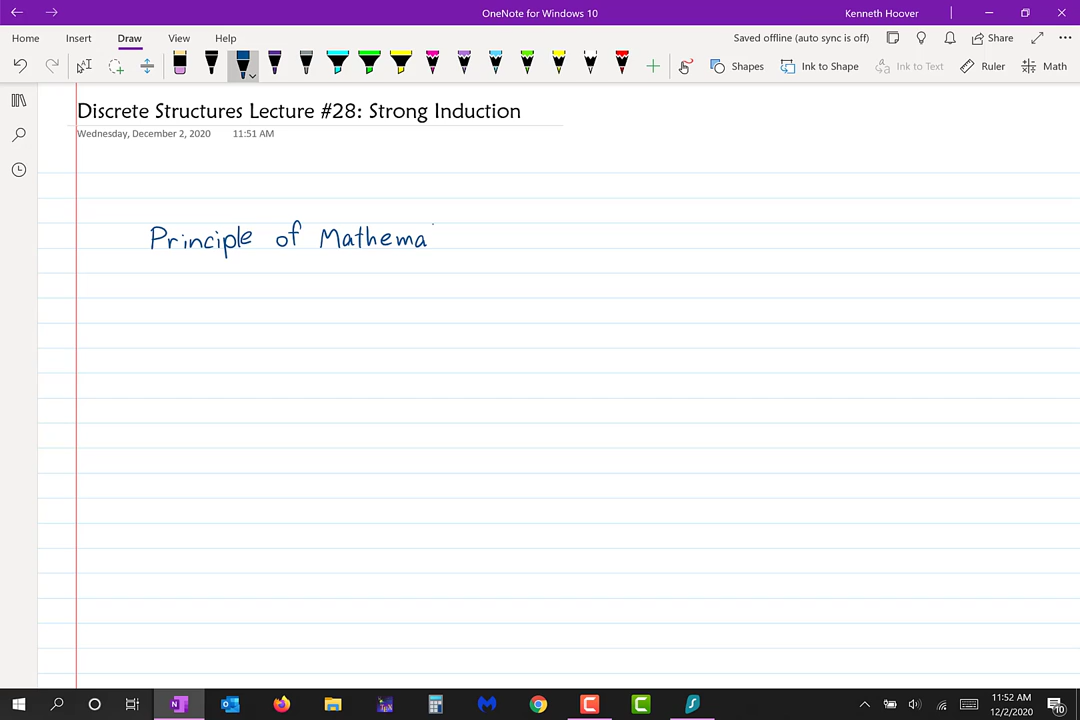 OneNote for Windows 10
Kenneth Hoover
Home Insert Draw View Help
Saved offline (auto sync is off)
Share
Shapes
Ink to Shape
Ink to Text
Ruler
Math
Discrete Structures Lecture #28: Strong Induction
Wednesday, December 2, 2020 11:51 AM
Principle of Mathema
11:52 AM
12/2/2020
10